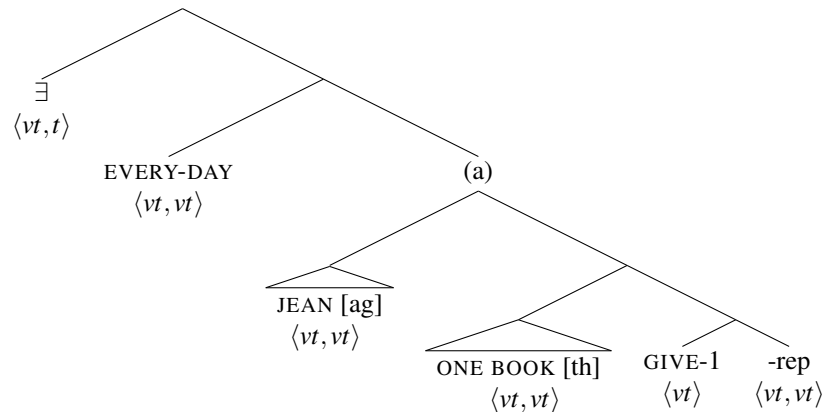 ∃
⟨vt, t⟩
EVERY-DAY
⟨vt, vt⟩
(a)
JEAN [ag]
⟨vt, vt⟩
ONE BOOK [th]
⟨vt, vt⟩
GIVE-1
⟨vt⟩
-rep
⟨vt, vt⟩